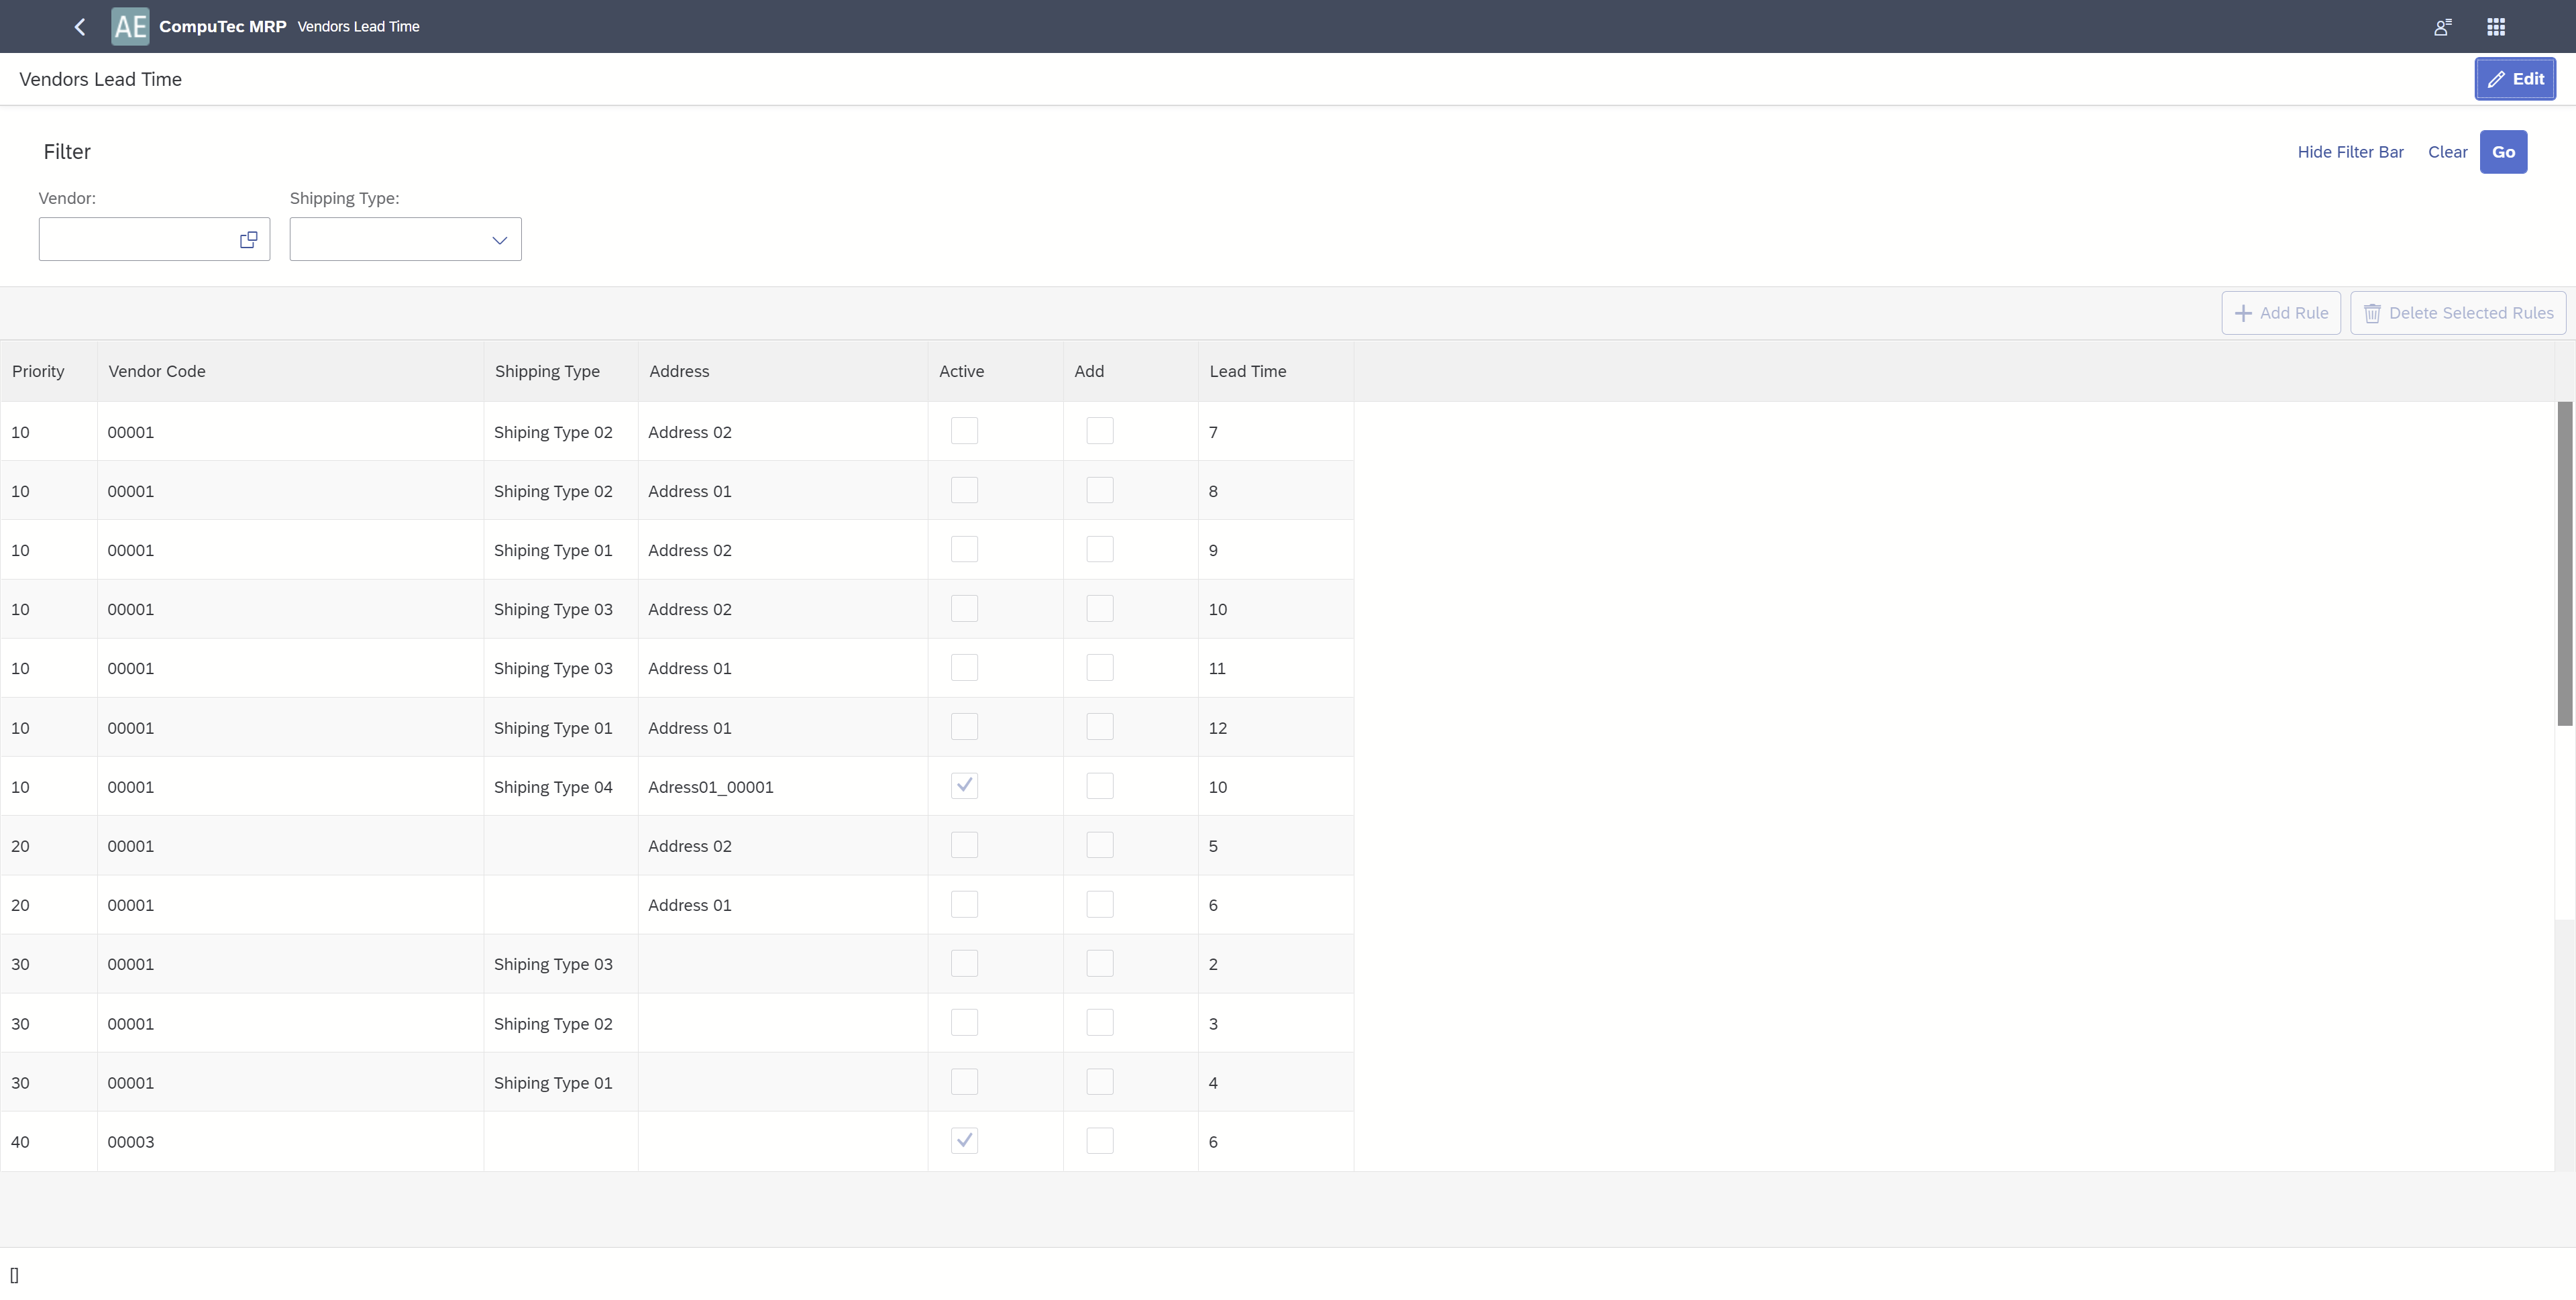 AE CompuTec MRP Vendors Lead Time
Vendors Lead Time Edit
Filter Hide Filter Bar Clear Go
Vendor: Shipping Type:
Add Rule Delete Selected Rules
Priority Vendor Code Shipping Type Address Active Add Lead Time
10 00001 Shiping Type 02 Address 02 7
10 00001 Shiping Type 02 Address 01 8
10 00001 Shiping Type 01 Address 02 9
10 00001 Shiping Type 03 Address 02 10
10 00001 Shiping Type 03 Address 01 11
10 00001 Shiping Type 01 Address 01 12
10 00001 Shiping Type 04 Adress01_00001 10
20 00001 Address 02 5
20 00001 Address 01 6
30 00001 Shiping Type 03 2
30 00001 Shiping Type 02 3
30 00001 Shiping Type 01 4
40 00003 6
[]